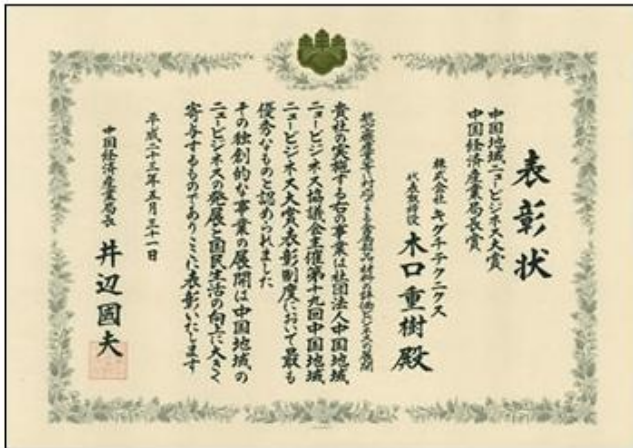 表彰状
中国地域ニュービジネス大賞
中国経済産業局長賞
株式会社 キグチテクニクス
代表取締役 木口重樹 殿
貴社の実施する右の事業は社団法人中国地域
ニュービジネス協議会主催第十九回中国地域
ニュービジネス大賞表彰制度において最も
優秀なものと認められました
その独創的な事業の展開は中国地域の
ニュービジネスの発展と国民生活の向上に大きく
寄与するものでありここに表彰いたします
平成二十三年五月三十一日
中国経済産業局長 井辺國夫